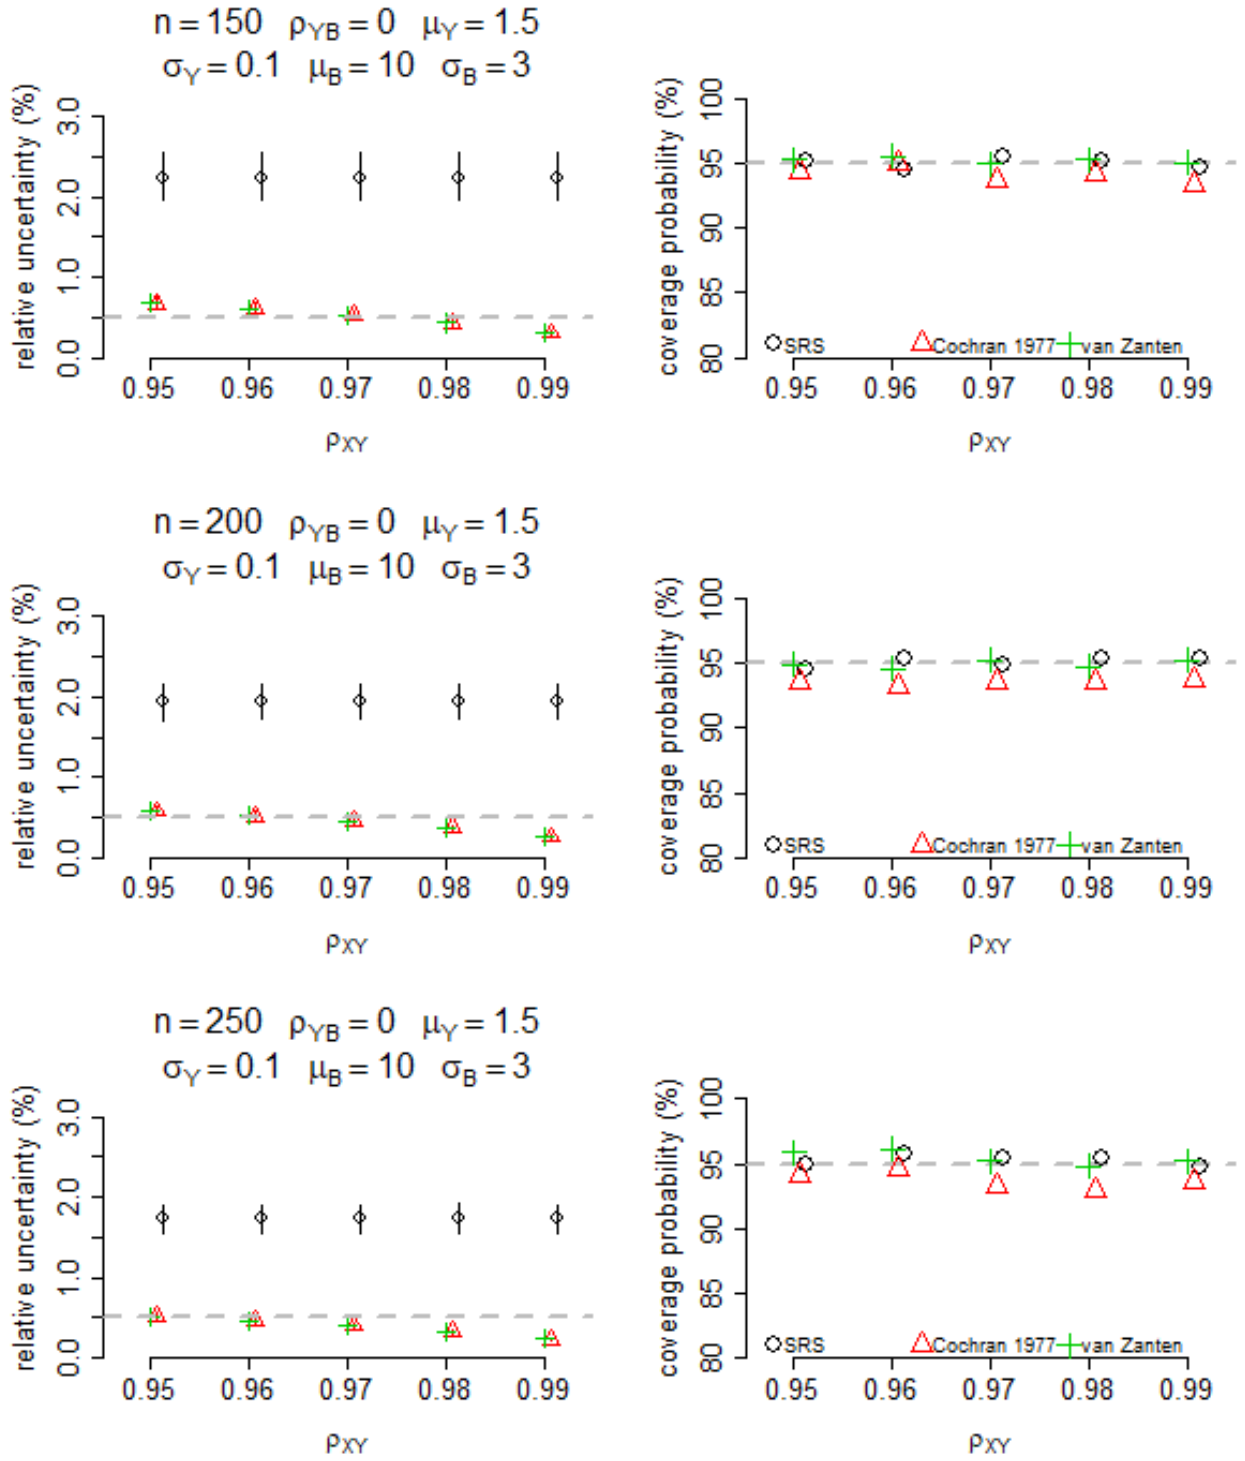 n = 150 ρYB = 0 μY = 1.5
σY = 0.1 μB = 10 σB = 3
relative uncertainty (%)
3.0
2.0
1.0
0.0
0.95 0.96 0.97 0.98 0.99
ρXY
coverage probability (%)
100
95
90
85
80
SRS Cochran 1977 van Zanten
0.95 0.96 0.97 0.98 0.99
ρXY
n = 200 ρYB = 0 μY = 1.5
σY = 0.1 μB = 10 σB = 3
relative uncertainty (%)
3.0
2.0
1.0
0.0
0.95 0.96 0.97 0.98 0.99
ρXY
coverage probability (%)
100
95
90
85
80
SRS Cochran 1977 van Zanten
0.95 0.96 0.97 0.98 0.99
ρXY
n = 250 ρYB = 0 μY = 1.5
σY = 0.1 μB = 10 σB = 3
relative uncertainty (%)
3.0
2.0
1.0
0.0
0.95 0.96 0.97 0.98 0.99
ρXY
coverage probability (%)
100
95
90
85
80
SRS Cochran 1977 van Zanten
0.95 0.96 0.97 0.98 0.99
ρXY